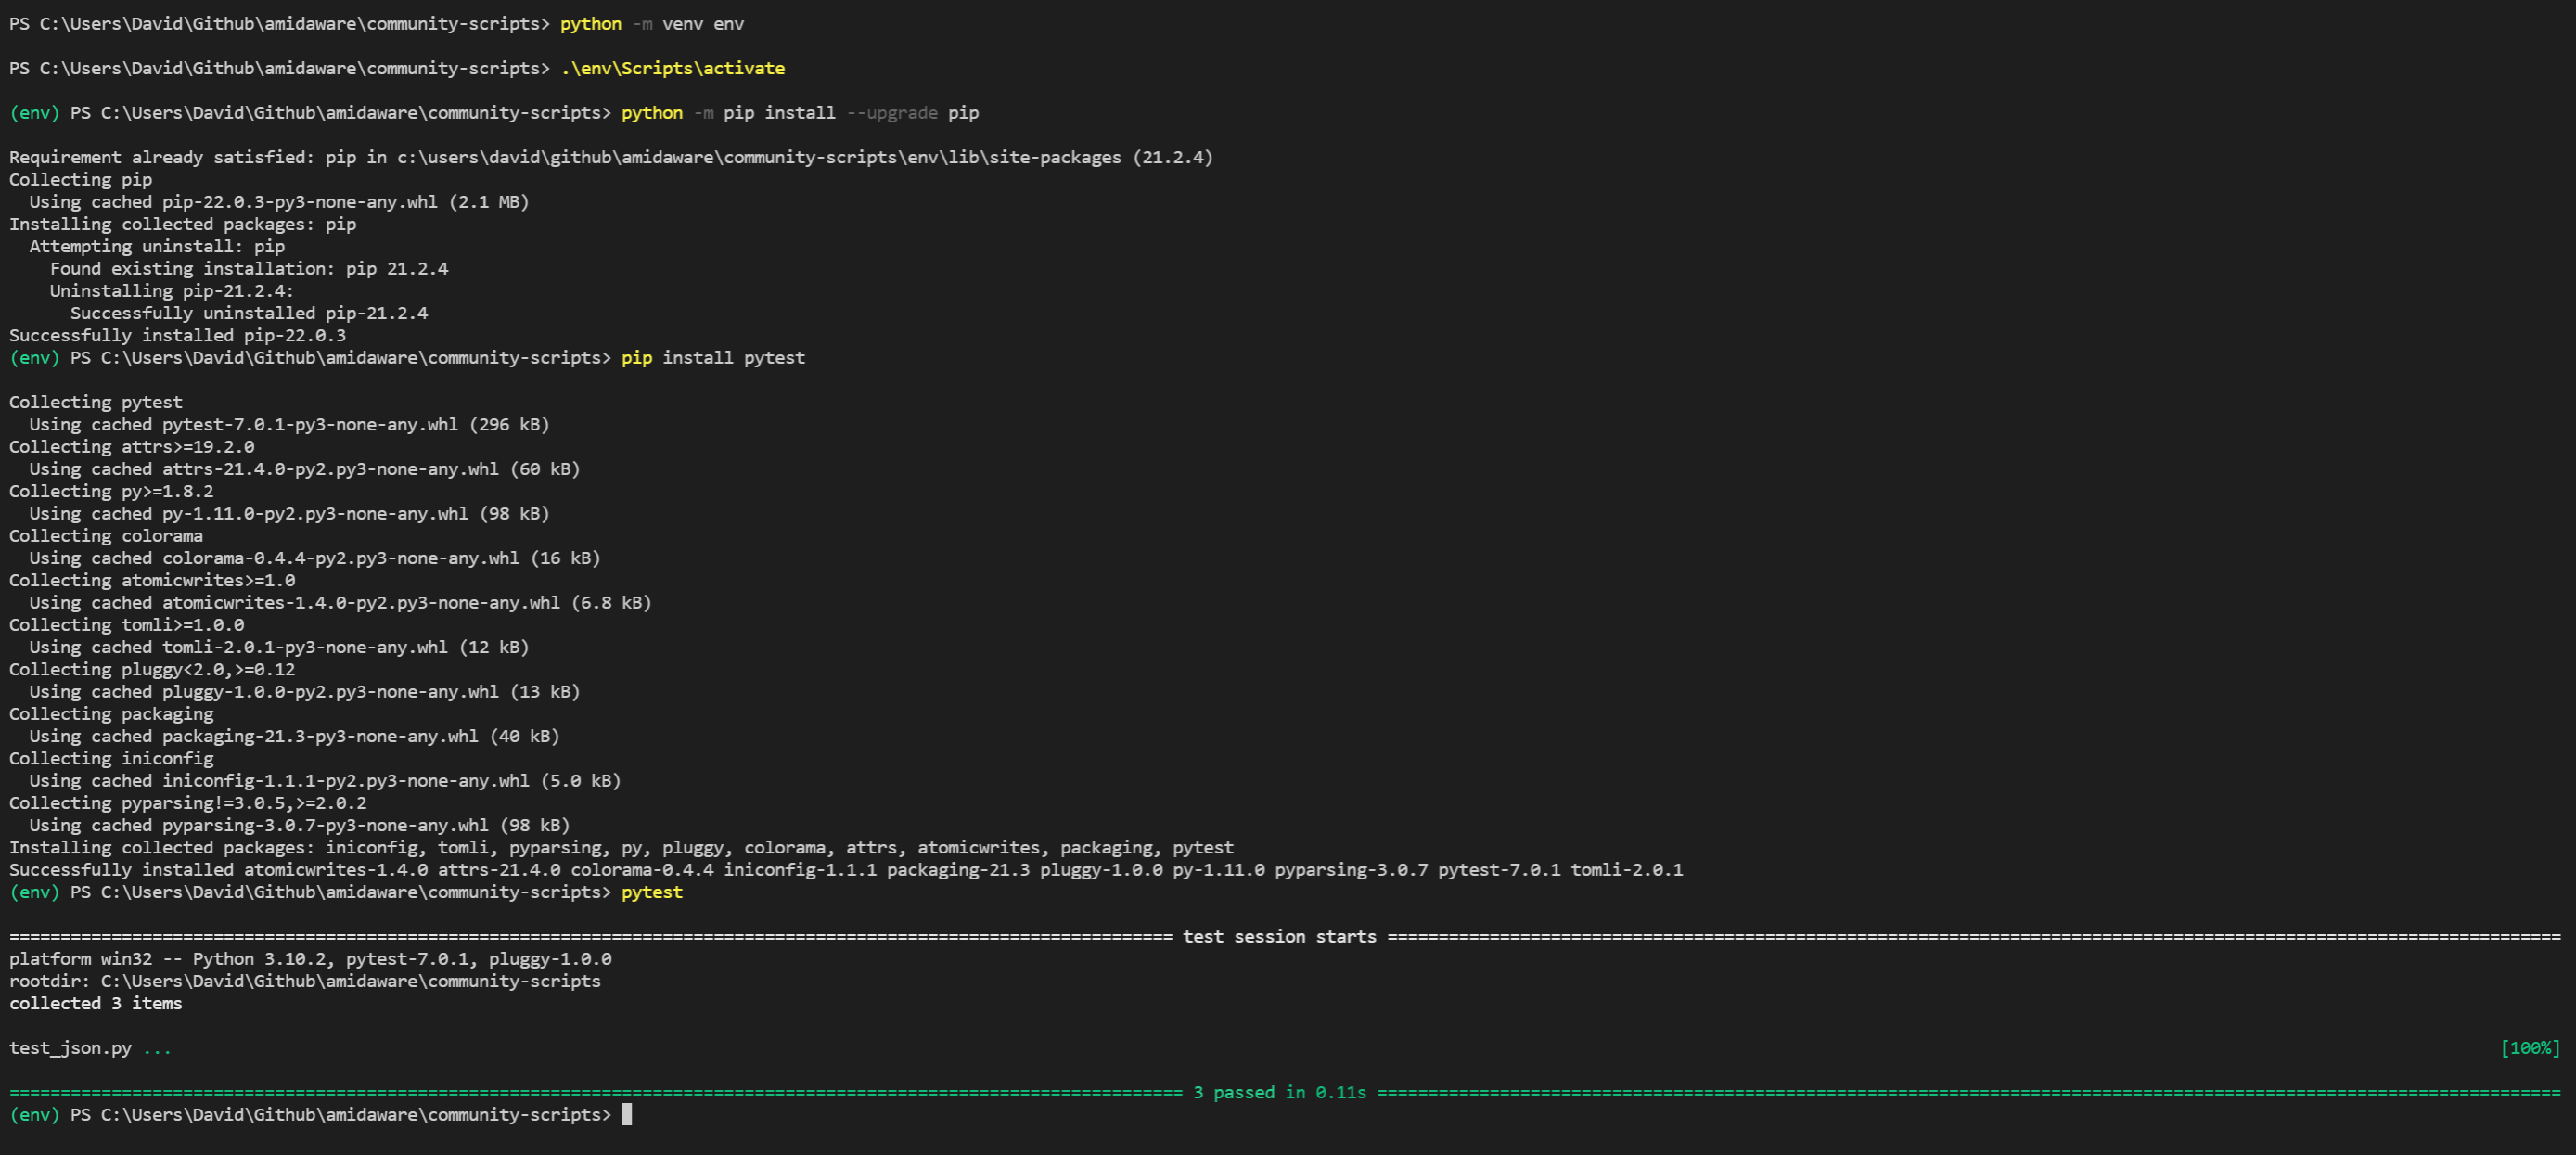 PS C:\Users\David\Github\amidaware\community-scripts> python -m venv env
PS C:\Users\David\Github\amidaware\community-scripts> .\env\Scripts\activate
(env) PS C:\Users\David\Github\amidaware\community-scripts> python -m pip install --upgrade pip
Requirement already satisfied: pip in c:\users\david\github\amidaware\community-scripts\env\lib\site-packages (21.2.4)
Collecting pip
  Using cached pip-22.0.3-py3-none-any.whl (2.1 MB)
Installing collected packages: pip
  Attempting uninstall: pip
    Found existing installation: pip 21.2.4
    Uninstalling pip-21.2.4:
      Successfully uninstalled pip-21.2.4
Successfully installed pip-22.0.3
(env) PS C:\Users\David\Github\amidaware\community-scripts> pip install pytest
Collecting pytest
  Using cached pytest-7.0.1-py3-none-any.whl (296 kB)
Collecting attrs>=19.2.0
  Using cached attrs-21.4.0-py2.py3-none-any.whl (60 kB)
Collecting py>=1.8.2
  Using cached py-1.11.0-py2.py3-none-any.whl (98 kB)
Collecting colorama
  Using cached colorama-0.4.4-py2.py3-none-any.whl (16 kB)
Collecting atomicwrites>=1.0
  Using cached atomicwrites-1.4.0-py2.py3-none-any.whl (6.8 kB)
Collecting tomli>=1.0.0
  Using cached tomli-2.0.1-py3-none-any.whl (12 kB)
Collecting pluggy<2.0,>=0.12
  Using cached pluggy-1.0.0-py2.py3-none-any.whl (13 kB)
Collecting packaging
  Using cached packaging-21.3-py3-none-any.whl (40 kB)
Collecting iniconfig
  Using cached iniconfig-1.1.1-py2.py3-none-any.whl (5.0 kB)
Collecting pyparsing!=3.0.5,>=2.0.2
  Using cached pyparsing-3.0.7-py3-none-any.whl (98 kB)
Installing collected packages: iniconfig, tomli, pyparsing, py, pluggy, colorama, attrs, atomicwrites, packaging, pytest
Successfully installed atomicwrites-1.4.0 attrs-21.4.0 colorama-0.4.4 iniconfig-1.1.1 packaging-21.3 pluggy-1.0.0 py-1.11.0 pyparsing-3.0.7 pytest-7.0.1 tomli-2.0.1
(env) PS C:\Users\David\Github\amidaware\community-scripts> pytest
================== test session starts ==================
platform win32 -- Python 3.10.2, pytest-7.0.1, pluggy-1.0.0
rootdir: C:\Users\David\Github\amidaware\community-scripts
collected 3 items
test_json.py ... [100%]
================== 3 passed in 0.11s ==================
(env) PS C:\Users\David\Github\amidaware\community-scripts>